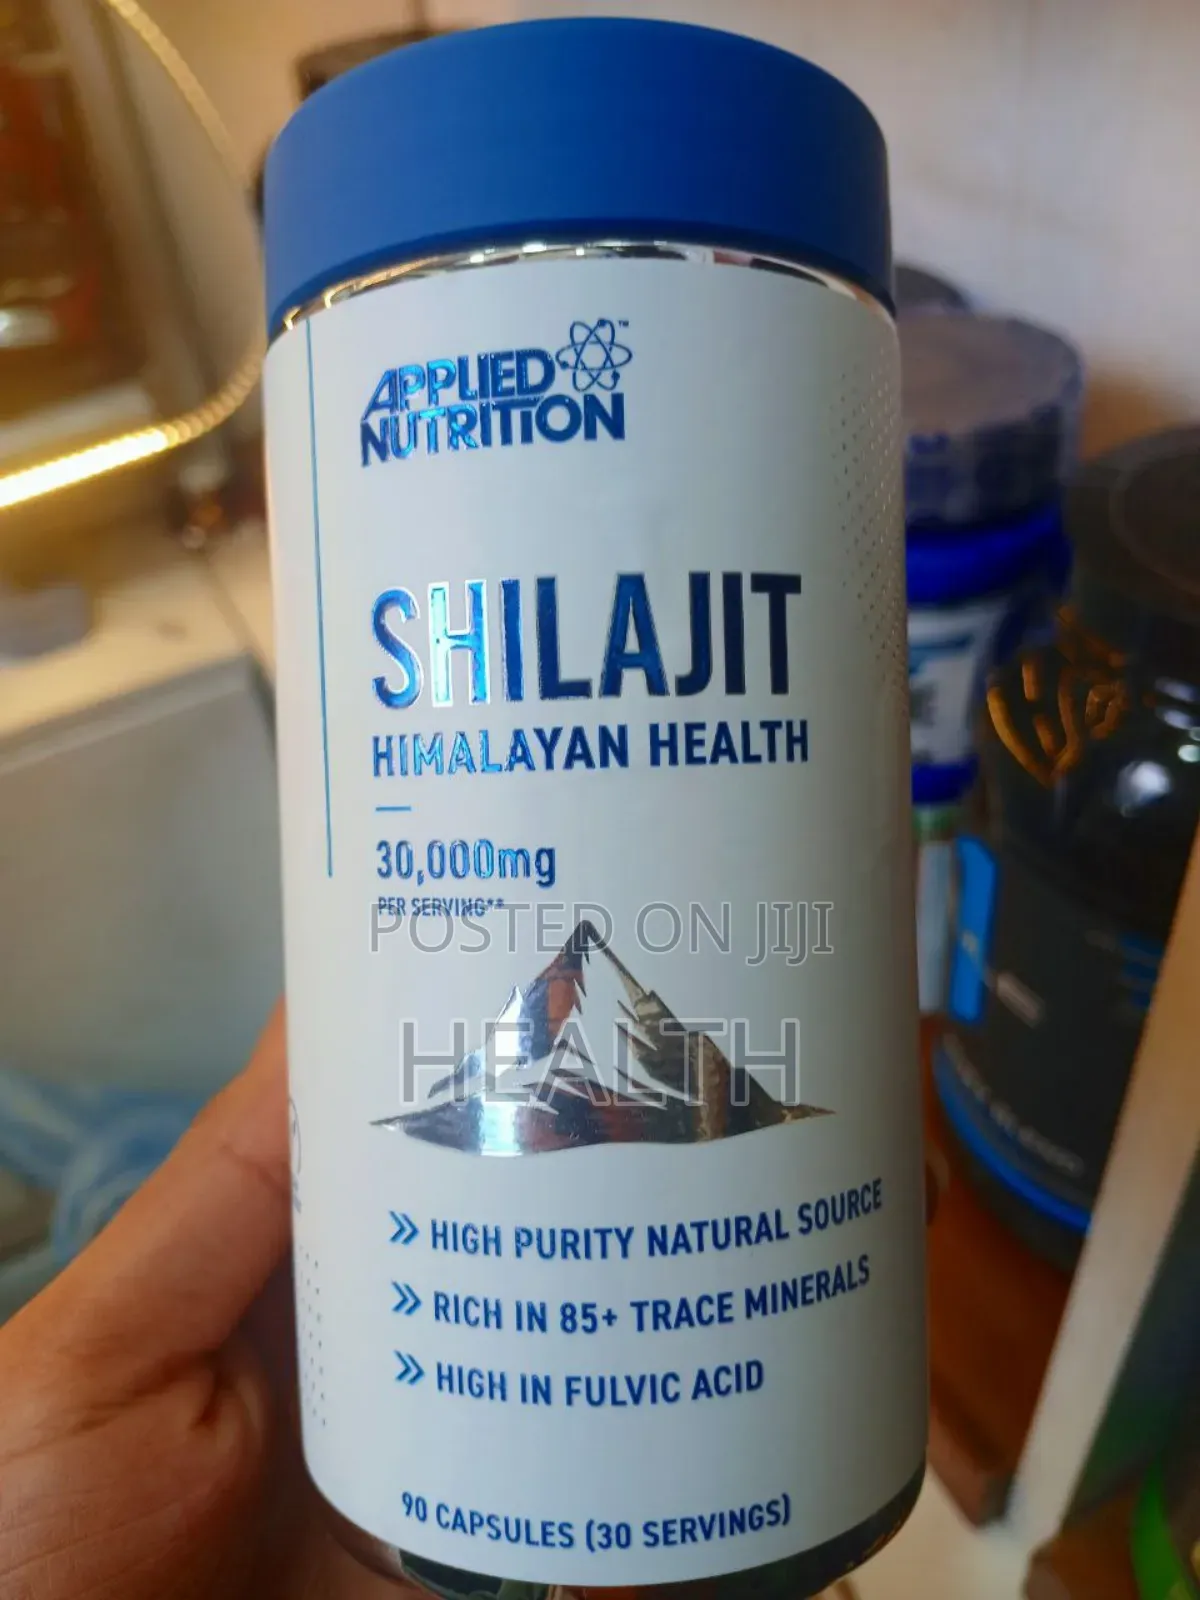 APPLIED
NUTRITION
SHILAJIT
HIMALAYAN HEALTH
30,000mg
PER SERVING**
POSTED ON JIJI
HEALTH
HIGH PURITY NATURAL SOURCE
RICH IN 85+ TRACE MINERALS
HIGH IN FULVIC ACID
90 CAPSULES (30 SERVINGS)